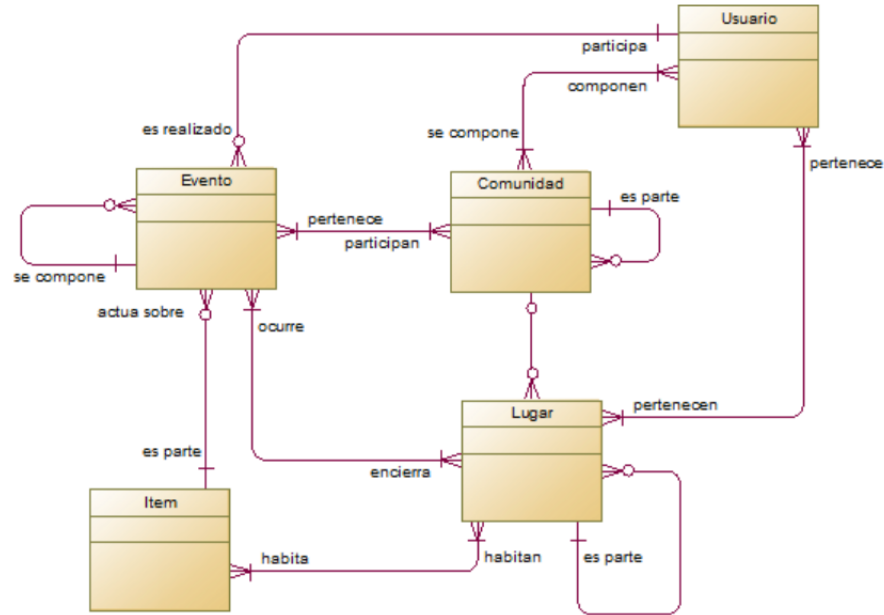 Usuario
participa
componen
es realizado
se compone
pertenece
Evento
Comunidad
es parte
pertenece
participan
se compone
actua sobre
ocurre
Lugar
pertenecen
es parte
encierra
Item
habita
habitan
es parte